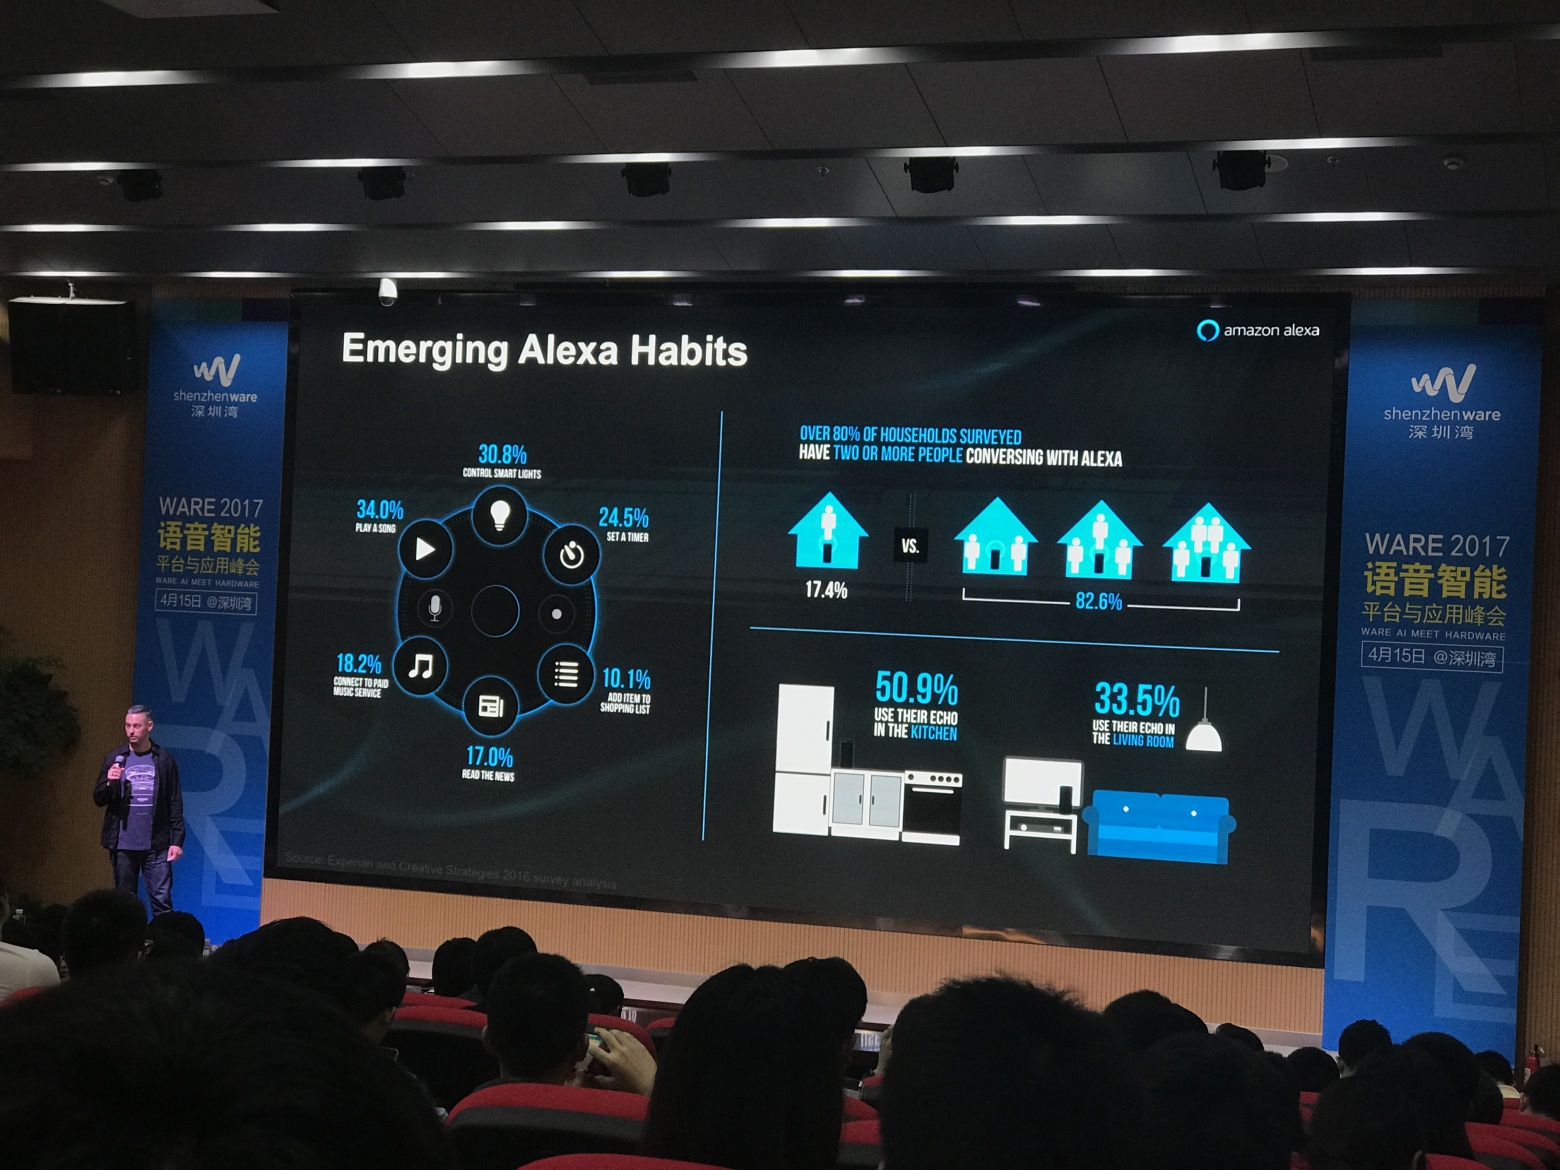 Emerging Alexa Habits
amazon alexa
30.8%
CONTROL SMART LIGHTS
34.0%
PLAY A SONG
24.5%
SET A TIMER
18.2%
CONNECT TO PAID
MUSIC SERVICE
10.1%
ADD ITEM TO
SHOPPING LIST
17.0%
READ THE NEWS
Source: Experian and Creative Strategies 2016 survey analysis
OVER 80% OF HOUSEHOLDS SURVEYED
HAVE TWO OR MORE PEOPLE CONVERSING WITH ALEXA
VS.
17.4%
82.6%
50.9%
USE THEIR ECHO
IN THE KITCHEN
33.5%
USE THEIR ECHO IN
THE LIVING ROOM
shenzhenware
深圳湾
WARE 2017
语音智能
平台与应用峰会
WARE AI MEET HARDWARE
4月15日 @深圳湾
WARE
shenzhenware
深圳湾
WARE 2017
语音智能
平台与应用峰会
WARE AI MEET HARDWARE
4月15日 @深圳湾
WARE